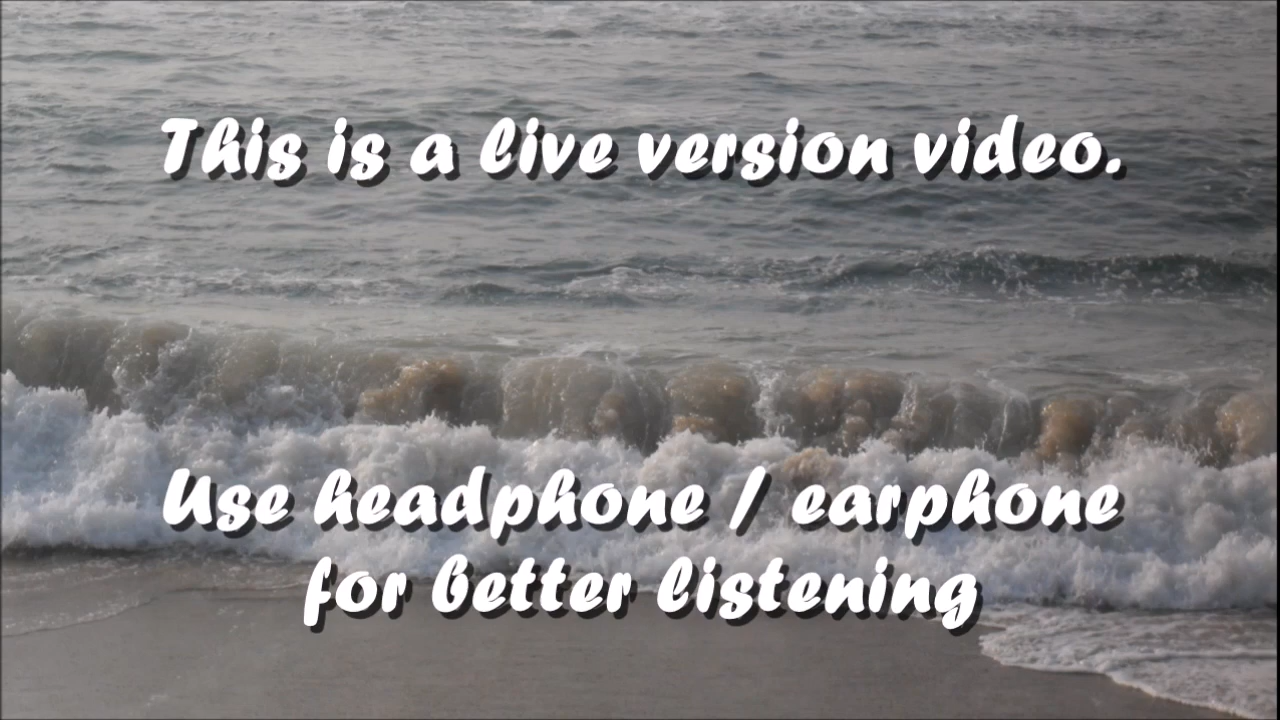 This is a live version video.
Use headphone / earphone
for better listening